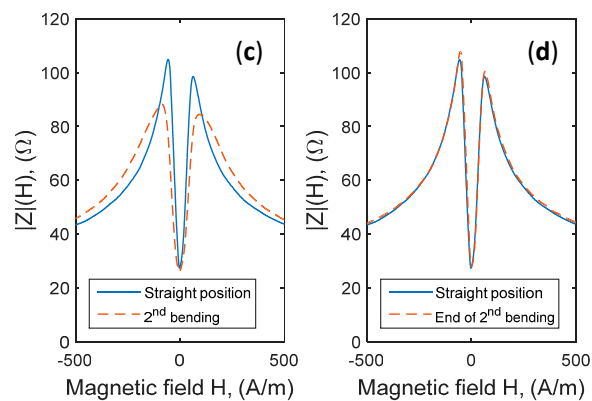 (c)
120
100
80
60
40
20
0
|Z|(H), (Ω)
Straight position
2nd bending
-500 0 500
Magnetic field H, (A/m)
(d)
120
100
80
60
40
20
0
|Z|(H), (Ω)
Straight position
End of 2nd bending
-500 0 500
Magnetic field H, (A/m)